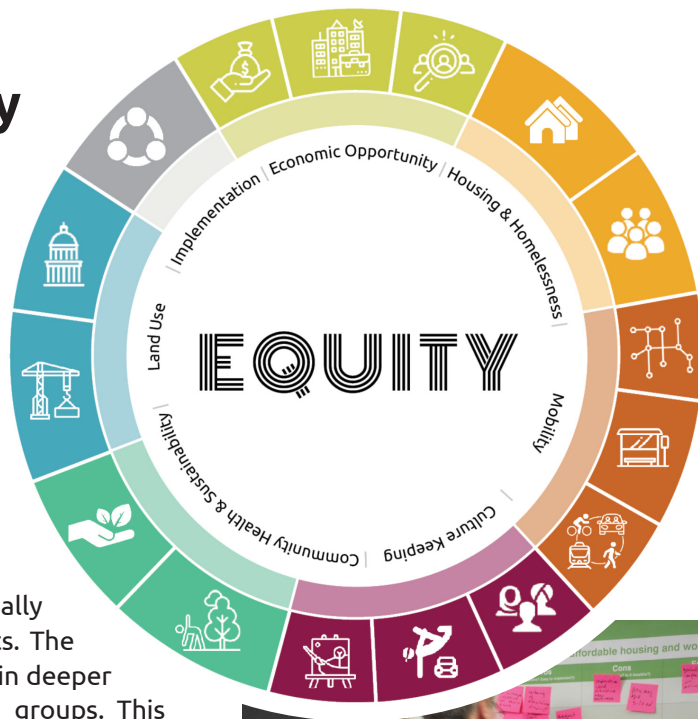 y
Implementation
Economic Opportunity
Housing & Homelessness
Land Use
EQUITY
Mobility
Community Health & Sustainability
Culture Keeping
ally
s. The
in deeper
groups. This
ffordable housing and wo
Cons